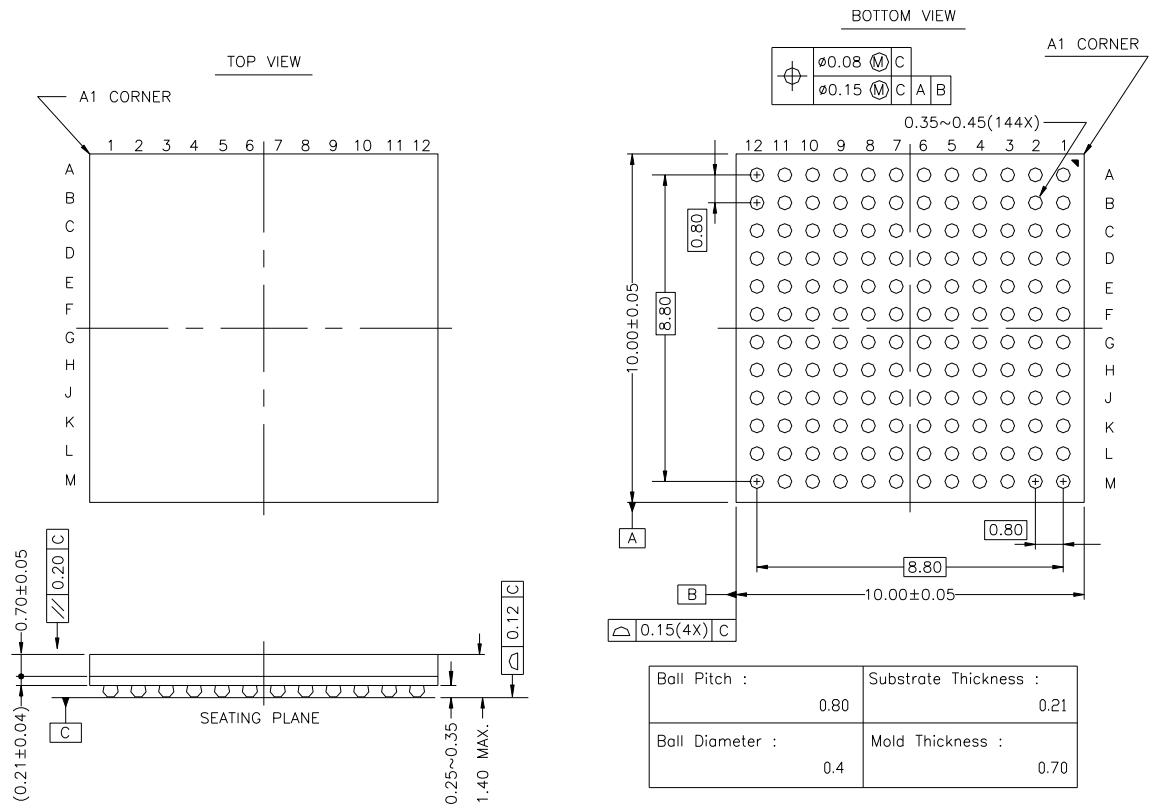 BOTTOM VIEW
TOP VIEW
A1 CORNER
A1 CORNER
ø0.08 Ⓜ C
ø0.15 Ⓜ C A B
0.35~0.45(144X)
1 2 3 4 5 6 7 8 9 10 11 12
12 11 10 9 8 7 6 5 4 3 2 1
A
B
C
D
E
F
G
H
J
K
L
M
A
B
C
D
E
F
G
H
J
K
L
M
0.80
8.80
10.00±0.05
A
0.80
8.80
B
10.00±0.05
0.15(4X) C
0.70±0.05
// 0.20 C
(0.21±0.04)
C
SEATING PLANE
0.25~0.35
1.40 MAX.
0.12 C
Ball Pitch :
0.80
Substrate Thickness :
0.21
Ball Diameter :
0.4
Mold Thickness :
0.70